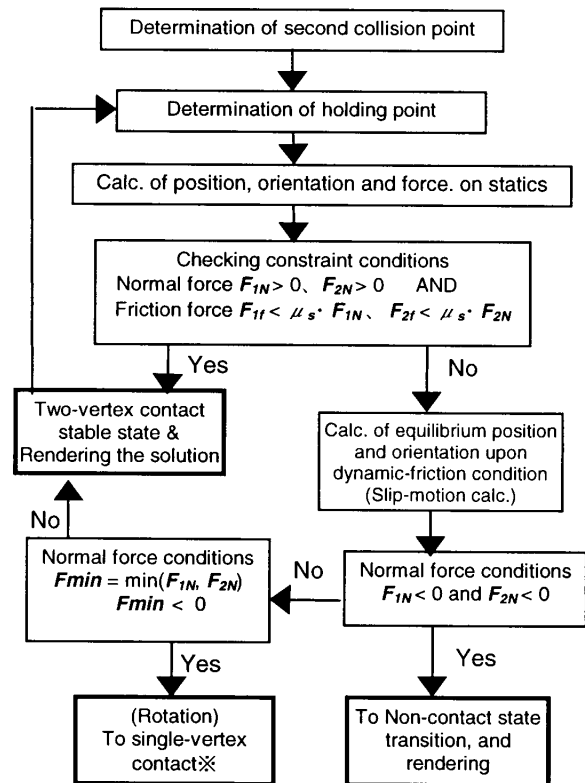 Determination of second collision point
Determination of holding point
Calc. of position, orientation and force. on statics
Checking constraint conditions
Normal force F1N > 0、 F2N > 0 AND
Friction force F1f < μs・ F1N、 F2f < μs・ F2N
Yes
No
Two-vertex contact
stable state &
Rendering the solution
Calc. of equilibrium position
and orientation upon
dynamic-friction condition
(Slip-motion calc.)
No
Normal force conditions
Fmin = min(F1N, F2N)
Fmin < 0
No
Normal force conditions
F1N < 0 and F2N < 0
Yes
Yes
(Rotation)
To single-vertex
contact※
To Non-contact state
transition, and
rendering